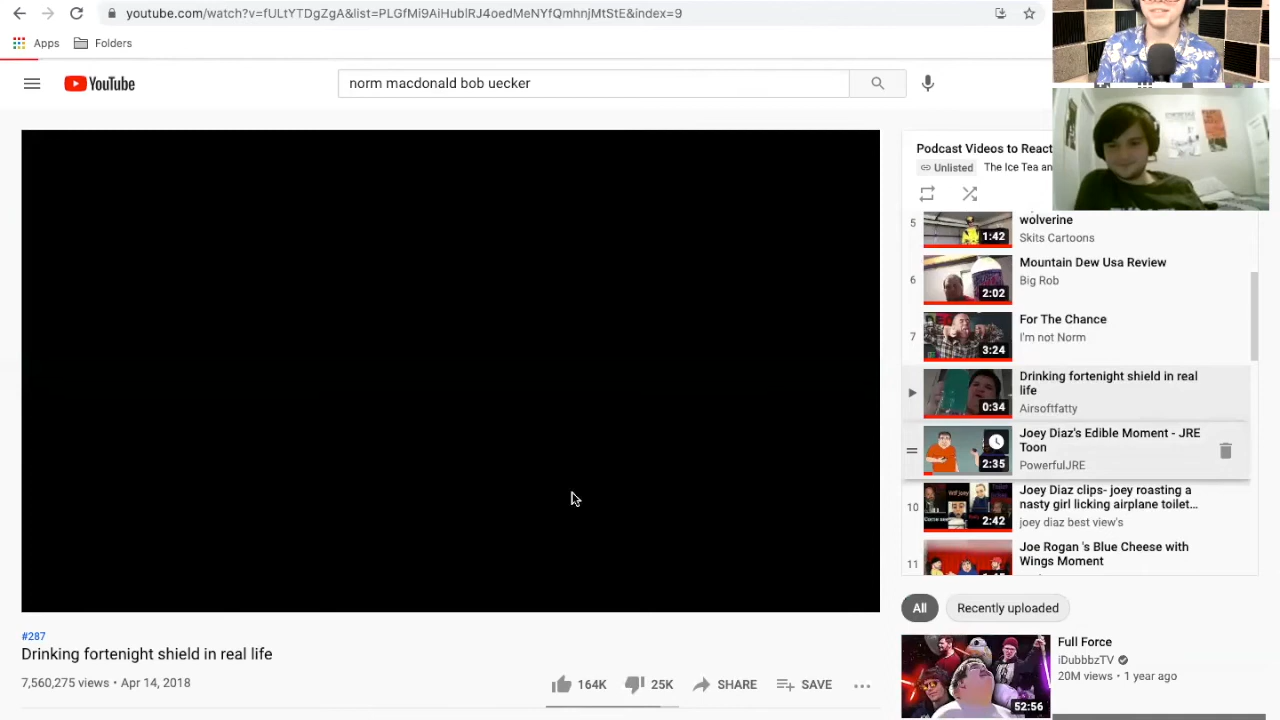 youtube.com/watch?v=fULtYTDgZgA&list=PLGfMi9AiHublRJ4oedMeNYfQmhnjMtStE&index=9
Apps Folders
YouTube
norm macdonald bob uecker
Podcast Videos to React
Unlisted The Ice Tea an
5
wolverine
Skits Cartoons
1:42
6
Mountain Dew Usa Review
Big Rob
2:02
7
For The Chance
I'm not Norm
3:24
Drinking fortenight shield in real
life
Airsoftfatty
0:34
Joey Diaz's Edible Moment - JRE
Toon
PowerfulJRE
2:35
10
Joey Diaz clips- joey roasting a
nasty girl licking airplane toilet...
joey diaz best view's
2:42
11
Joe Rogan 's Blue Cheese with
Wings Moment
All Recently uploaded
Full Force
iDubbbzTV
20M views • 1 year ago
52:56
#287
Drinking fortenight shield in real life
7,560,275 views • Apr 14, 2018
164K 25K SHARE SAVE